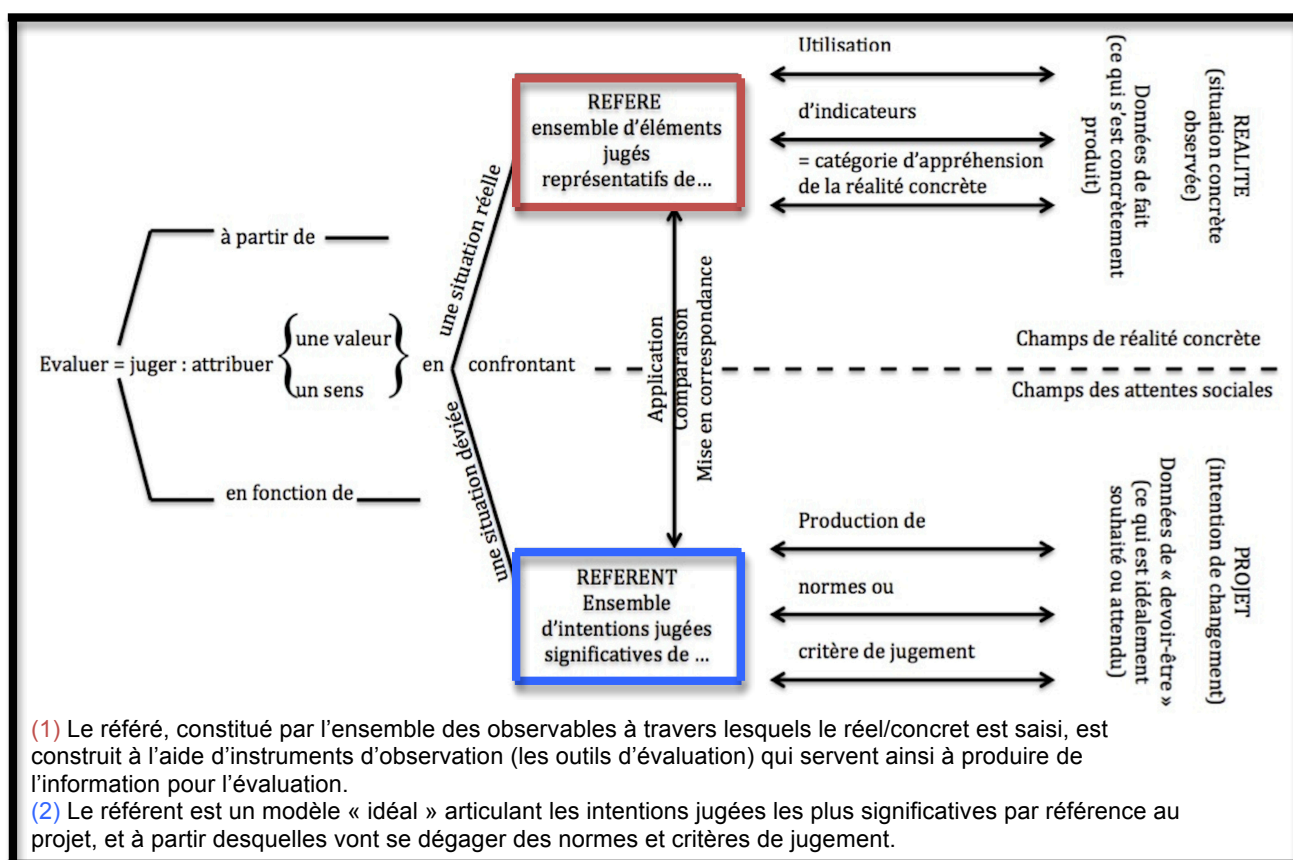 Utilisation
REFERE
ensemble d'éléments
jugés
représentatifs de...
d'indicateurs
= catégorie d'appréhension
de la réalité concrète
Données de fait
(ce qui s'est concrètement
produit)
REALITE
(situation concrète
observée)
une situation réelle
à partir de
Evaluer = juger : attribuer
une valeur
un sens
en
confrontant
en fonction de
une situation déviée
Application
Comparaison
Mise en correspondance
Champs de réalité concrète
Champs des attentes sociales
REFERENT
Ensemble
d'intentions jugées
significatives de ...
Production de
normes ou
critère de jugement
Données de « devoir-être »
(ce qui est idéalement
souhaité ou attendu)
PROJET
(intention de changement)
(1) Le référé, constitué par l'ensemble des observables à travers lesquels le réel/concret est saisi, est
construit à l'aide d'instruments d'observation (les outils d'évaluation) qui servent ainsi à produire de
l'information pour l'évaluation.
(2) Le référent est un modèle « idéal » articulant les intentions jugées les plus significatives par référence au
projet, et à partir desquelles vont se dégager des normes et critères de jugement.